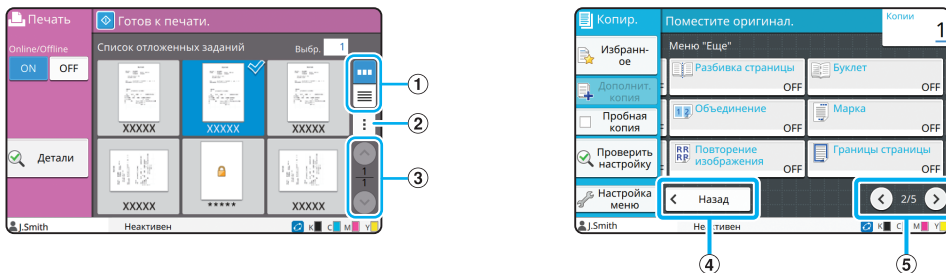 Печать
Готов к печати.
Online/Offline
Список отложенных заданий
Выбр. 1
ON OFF
XXXXX XXXXX XXXXX
Детали
1
1
XXXXX ***** XXXXX
J.Smith Неактивен K C M Y
1
2
3
Копир.
Поместите оригинал.
Копии
1
Меню "Еще"
Избранн-
ое
Разбивка страницы
OFF
Буклет
OFF
Дополнит.
копия
Объединение
OFF
Марка
OFF
Пробная
копия
Проверить
настройку
Повторение
изображения
OFF
Границы страницы
OFF
Настройка
меню
Назад
2/5
J.Smith Не ктивен K C M Y
4
5